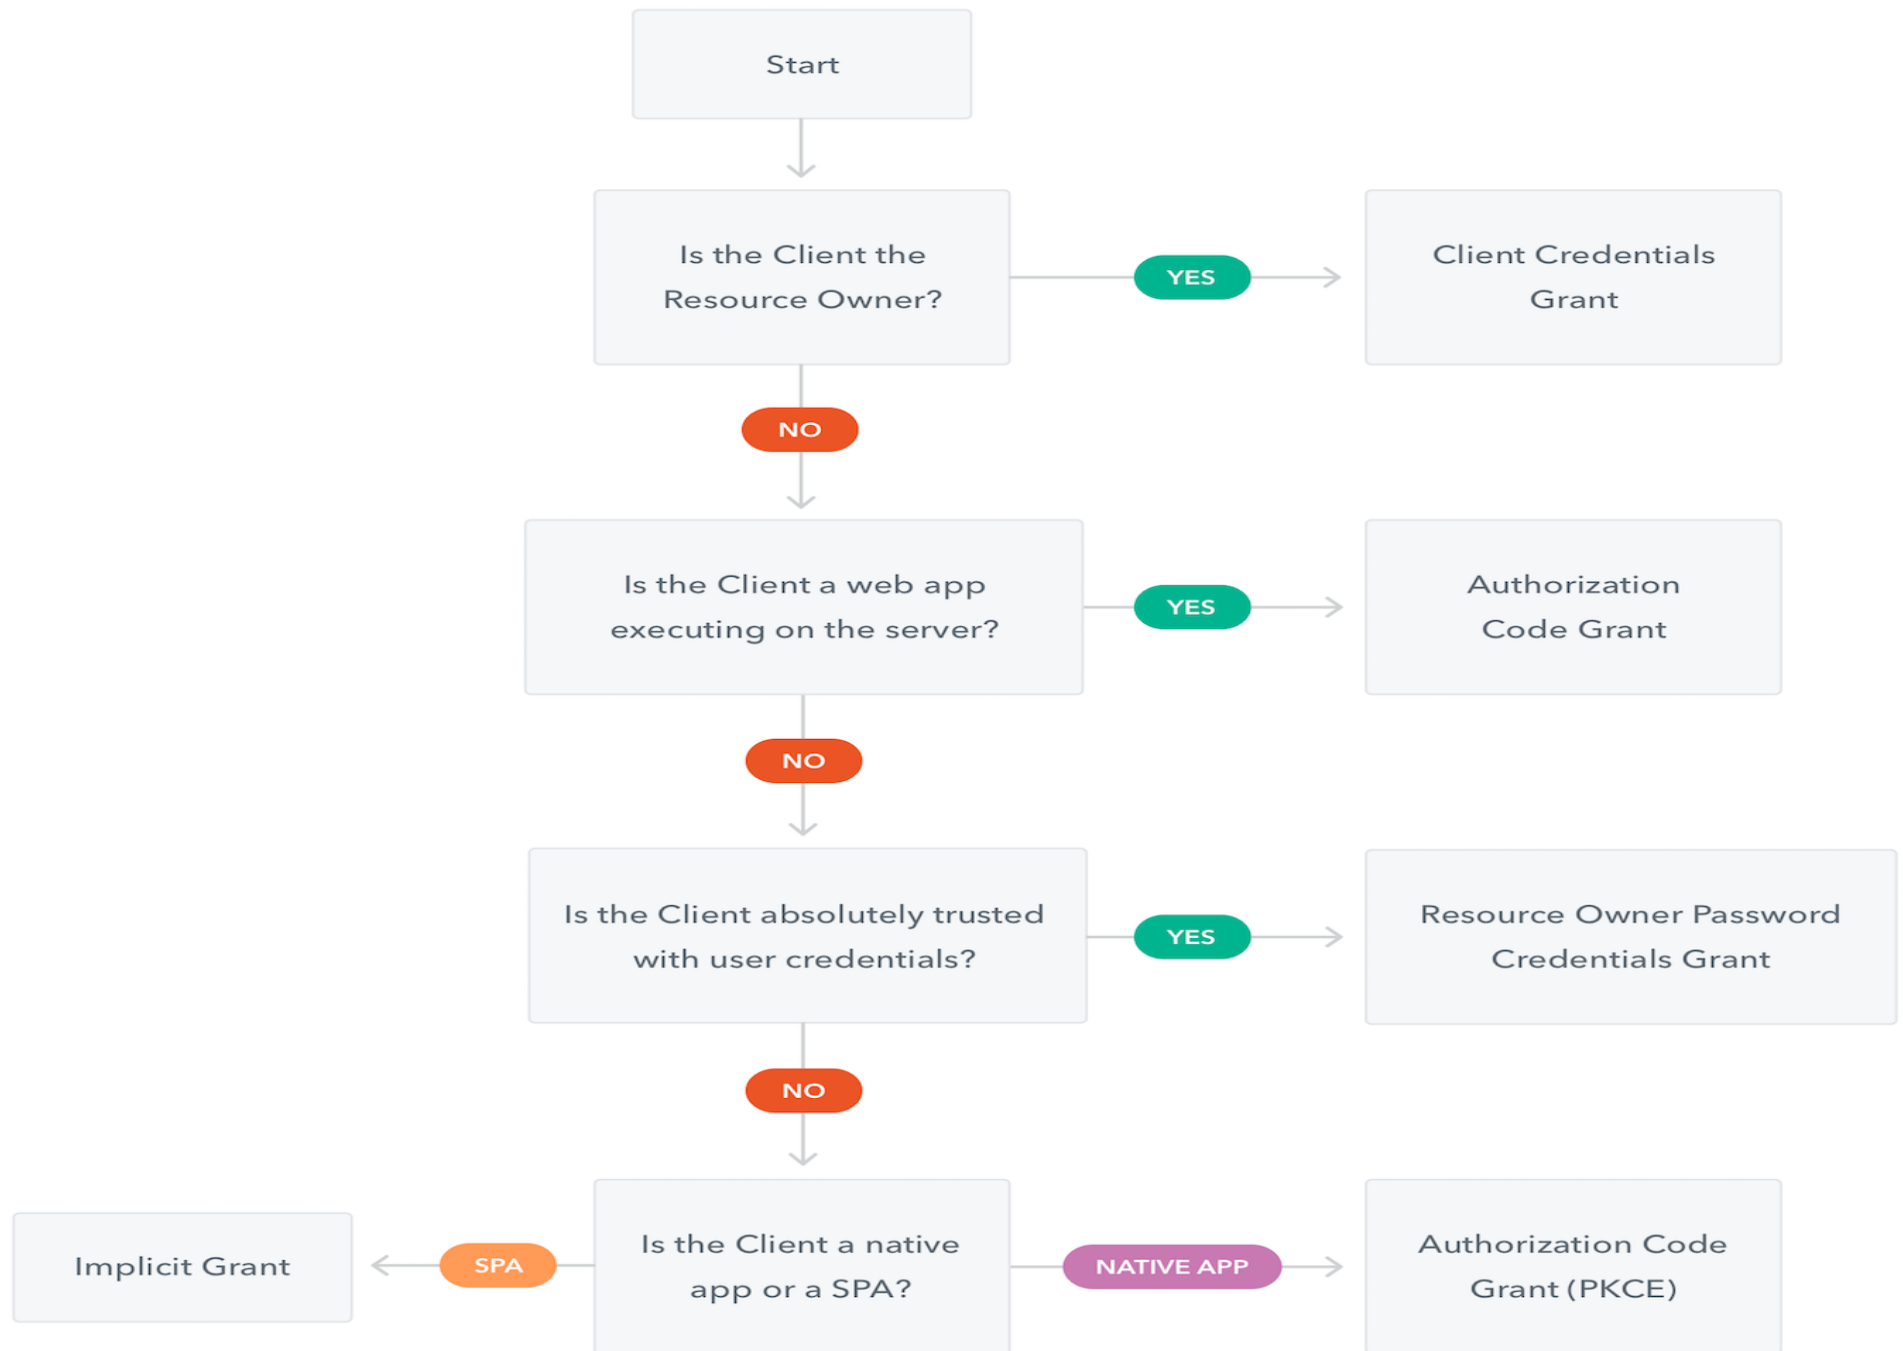 Start
Is the Client the
Resource Owner?
YES
Client Credentials
Grant
NO
Is the Client a web app
executing on the server?
YES
Authorization
Code Grant
NO
Is the Client absolutely trusted
with user credentials?
YES
Resource Owner Password
Credentials Grant
NO
Implicit Grant
SPA
Is the Client a native
app or a SPA?
NATIVE APP
Authorization Code
Grant (PKCE)